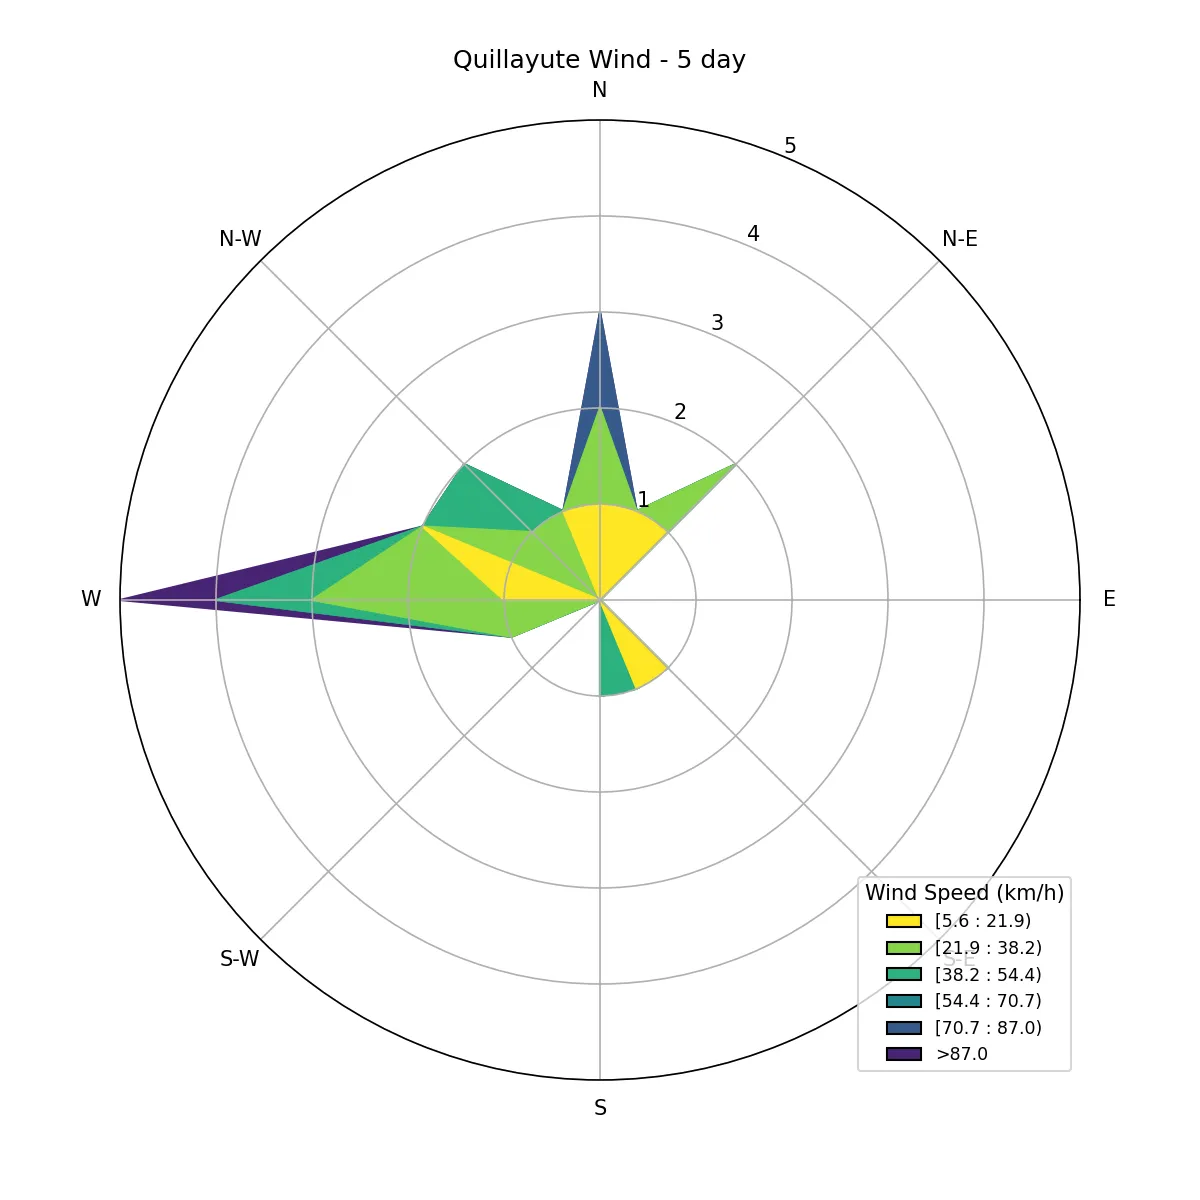 Quillayute Wind - 5 day
N
5
N-W
N-E
4
3
2
1
W
E
S-W
S-E
S
Wind Speed (km/h)
[5.6 : 21.9)
[21.9 : 38.2)
[38.2 : 54.4)
[54.4 : 70.7)
[70.7 : 87.0)
>87.0